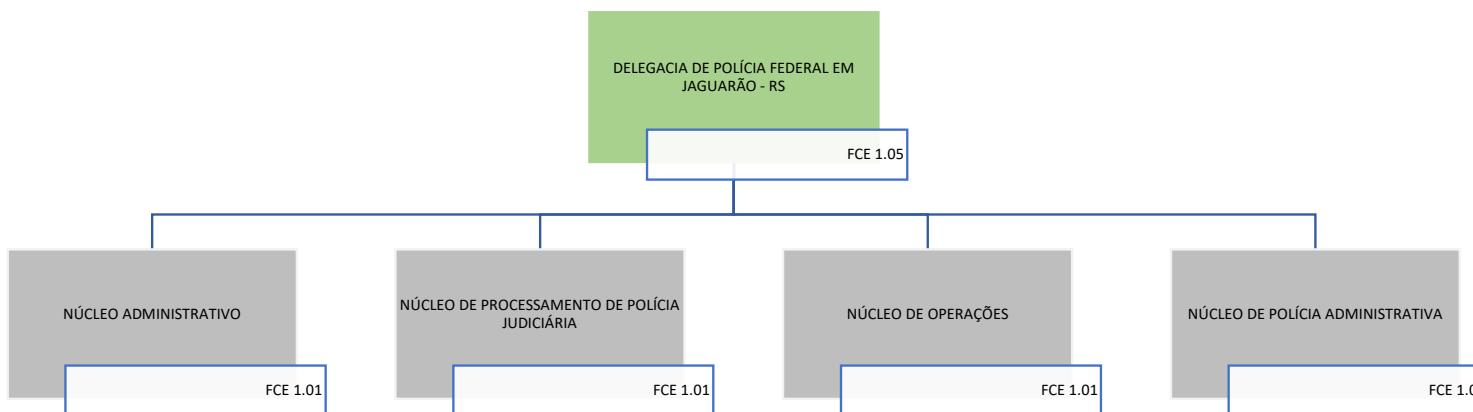 DELEGACIA DE POLÍCIA FEDERAL EM
JAGUARÃO - RS
FCE 1.05
NÚCLEO ADMINISTRATIVO
FCE 1.01
NÚCLEO DE PROCESSAMENTO DE POLÍCIA
JUDICIÁRIA
FCE 1.01
NÚCLEO DE OPERAÇÕES
FCE 1.01
NÚCLEO DE POLÍCIA ADMINISTRATIVA
FCE